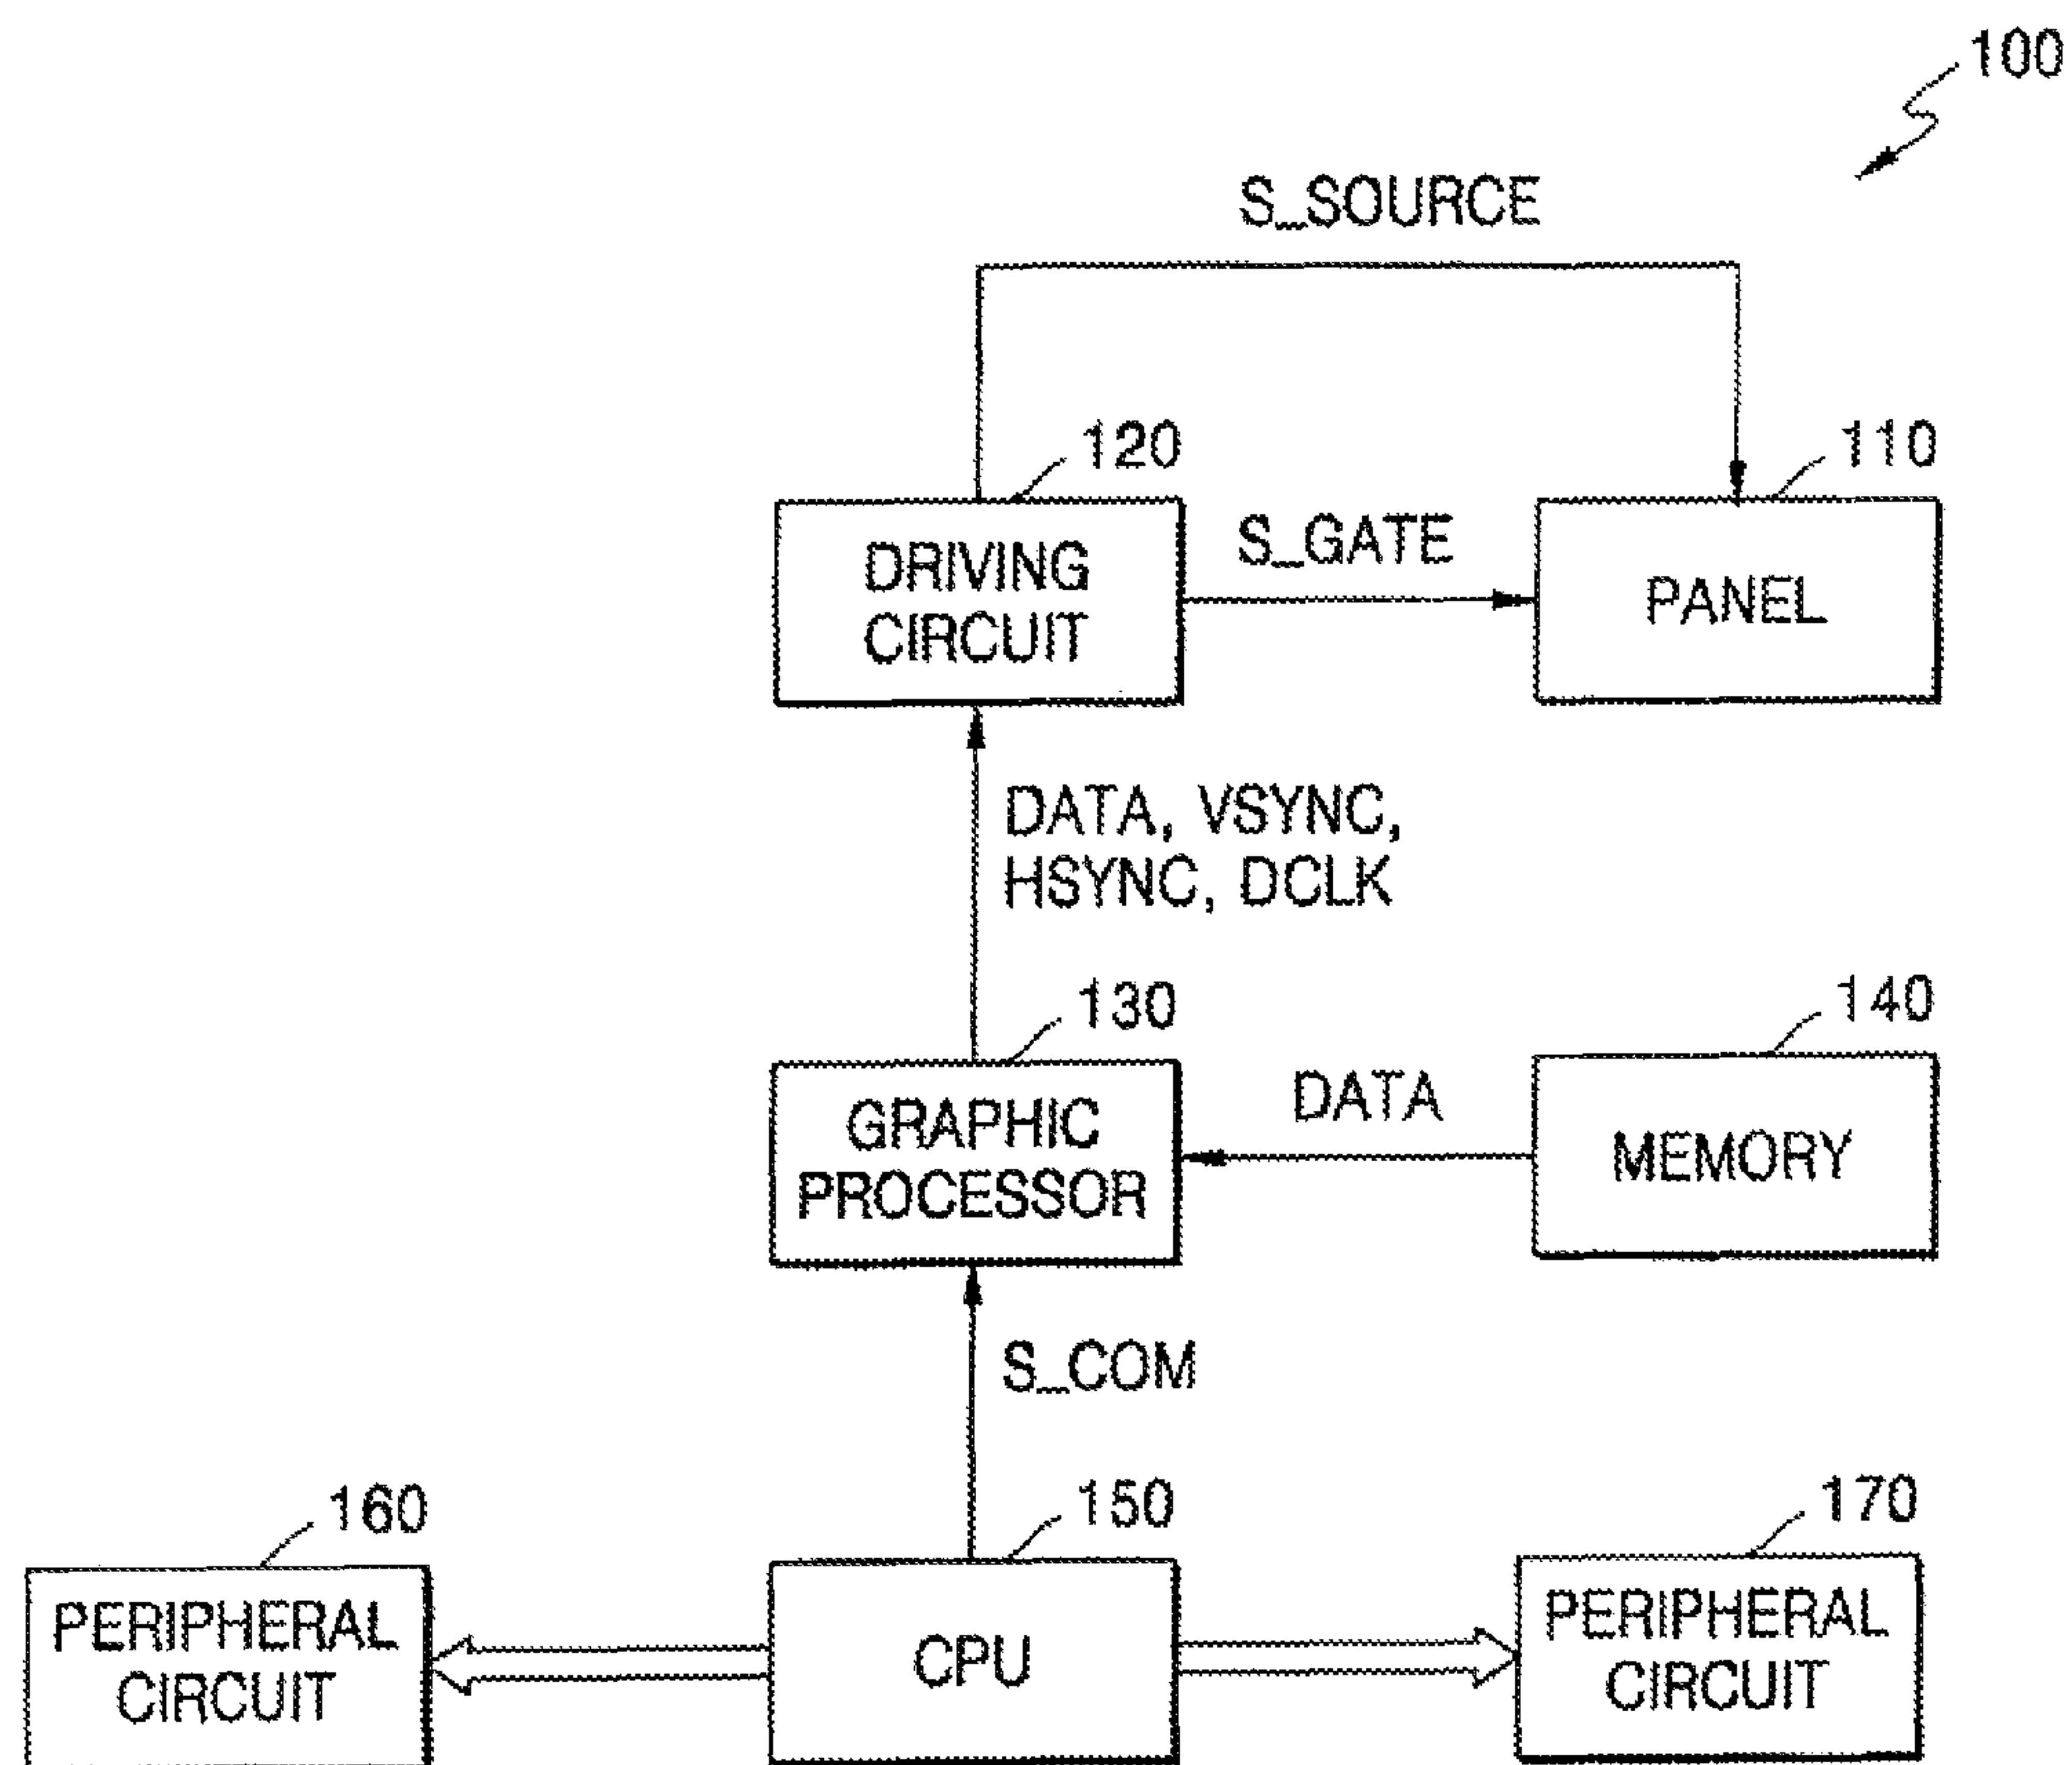 100
S_SOURCE
120
110
DRIVING
CIRCUIT
S_GATE
PANEL
DATA, VSYNC,
HSYNC, DCLK
130
140
GRAPHIC
PROCESSOR
DATA
MEMORY
S_COM
160
150
170
PERIPHERAL
CIRCUIT
CPU
PERIPHERAL
CIRCUIT